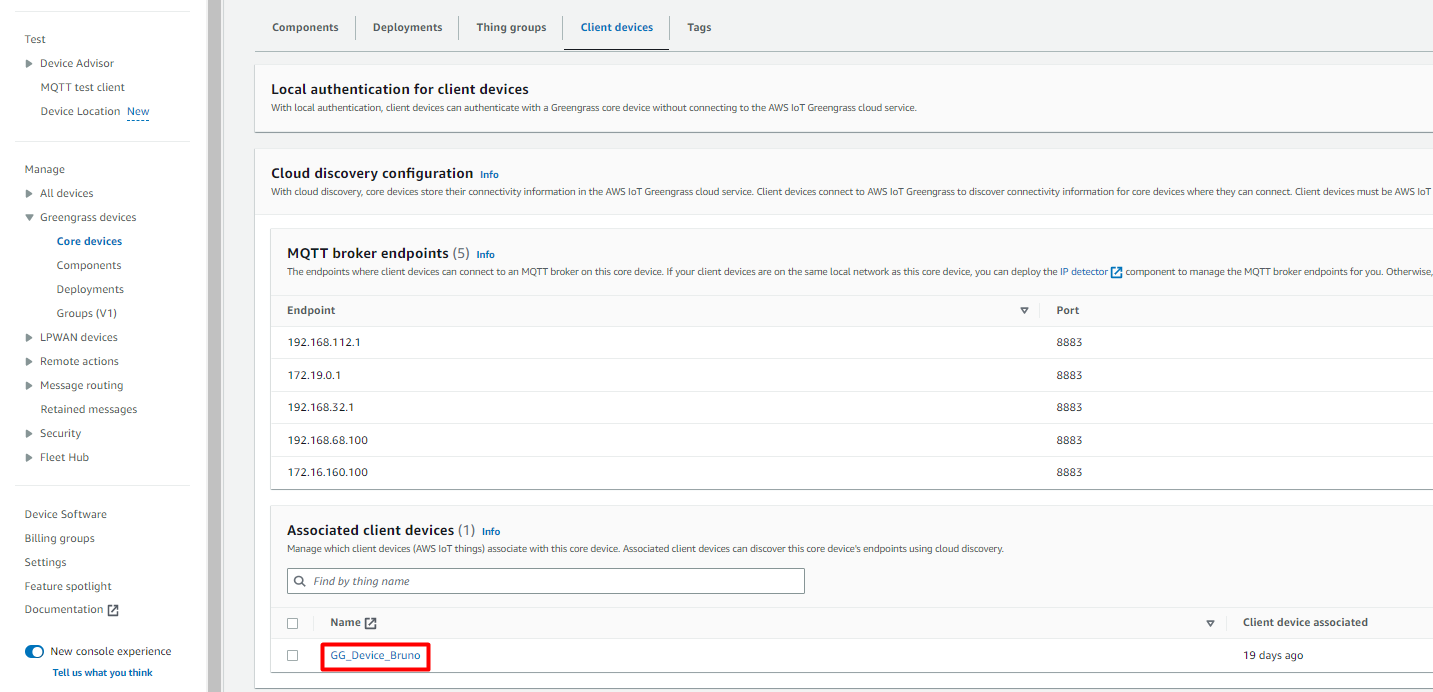 Test
Device Advisor
MQTT test client
Device Location New
Manage
All devices
Greengrass devices
Core devices
Components
Deployments
Groups (V1)
LPWAN devices
Remote actions
Message routing
Retained messages
Security
Fleet Hub
Device Software
Billing groups
Settings
Feature spotlight
Documentation
New console experience
Tell us what you think
Components Deployments Thing groups Client devices Tags
Local authentication for client devices
With local authentication, client devices can authenticate with a Greengrass core device without connecting to the AWS IoT Greengrass cloud service.
Cloud discovery configuration Info
With cloud discovery, core devices store their connectivity information in the AWS IoT Greengrass cloud service. Client devices connect to AWS IoT Greengrass to discover connectivity information for core devices where they can connect. Client devices must be AWS IoT
MQTT broker endpoints (5) Info
The endpoints where client devices can connect to an MQTT broker on this core device. If your client devices are on the same local network as this core device, you can deploy the IP detector component to manage the MQTT broker endpoints for you. Otherwise,
Endpoint Port
192.168.112.1 8883
172.19.0.1 8883
192.168.32.1 8883
192.168.68.100 8883
172.16.160.100 8883
Associated client devices (1) Info
Manage which client devices (AWS IoT things) associate with this core device. Associated client devices can discover this core device's endpoints using cloud discovery.
Find by thing name
Name Client device associated
GG_Device_Bruno 19 days ago